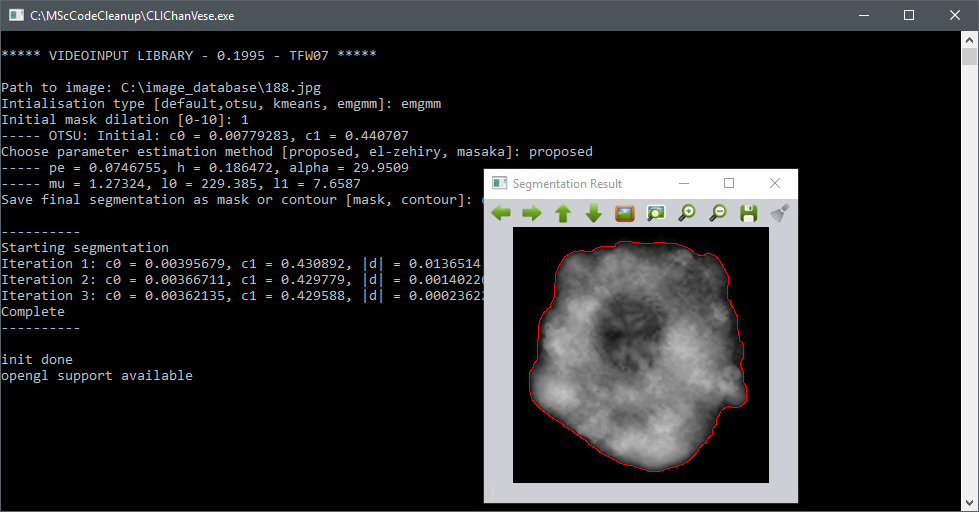 C:\MScCodeCleanup\CLIChanVese.exe
***** VIDEOINPUT LIBRARY - 0.1995 - TFW07 *****
Path to image: C:\image_database\188.jpg
Intialisation type [default,otsu, kmeans, emgmm]: emgmm
Initial mask dilation [0-10]: 1
----- OTSU: Initial: c0 = 0.00779283, c1 = 0.440707
Choose parameter estimation method [proposed, el-zehiry, masaka]: proposed
----- pe = 0.0746755, h = 0.186472, alpha = 29.9509
----- mu = 1.27324, l0 = 229.385, l1 = 7.6587
Save final segmentation as mask or contour [mask, contour]:
----------
Starting segmentation
Iteration 1: c0 = 0.00395679, c1 = 0.430892, |d| = 0.0136514
Iteration 2: c0 = 0.00366711, c1 = 0.429779, |d| = 0.0014022
Iteration 3: c0 = 0.00362135, c1 = 0.429588, |d| = 0.0002362
Complete
----------
init done
opengl support available
Segmentation Result